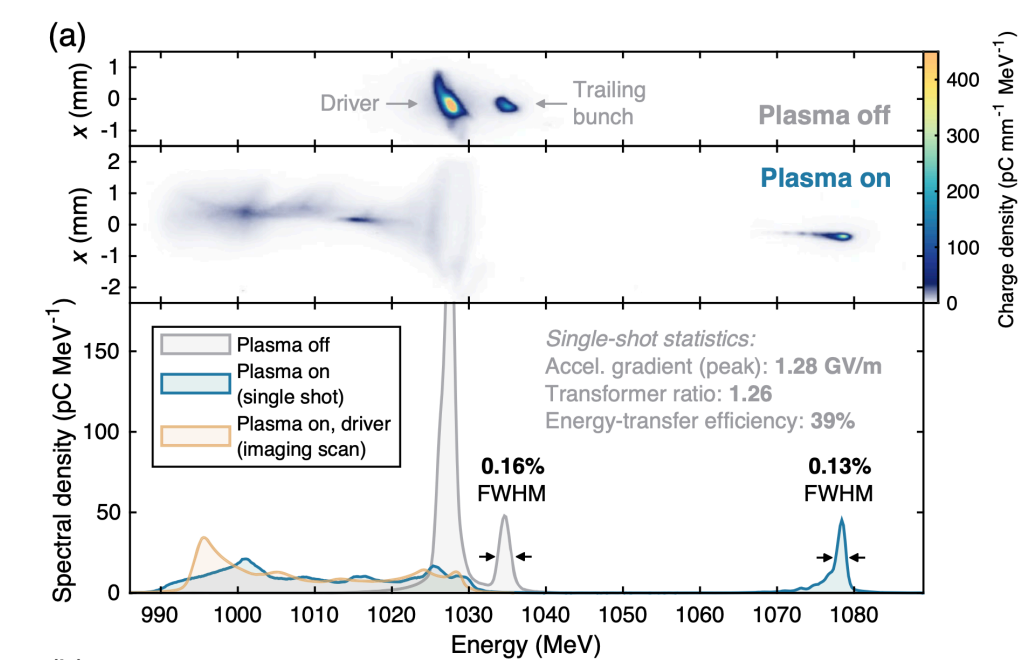 (a)
1
0
-1
x (mm)
Driver
Trailing
bunch
Plasma off
2
1
0
-1
-2
x (mm)
Plasma on
400
300
200
100
0
Charge density (pC mm⁻¹ MeV⁻¹)
150
100
50
0
Spectral density (pC MeV⁻¹)
Plasma off
Plasma on
(single shot)
Plasma on, driver
(imaging scan)
Single-shot statistics:
Accel. gradient (peak): 1.28 GV/m
Transformer ratio: 1.26
Energy-transfer efficiency: 39%
0.16%
FWHM
0.13%
FWHM
990 1000 1010 1020 1030 1040 1050 1060 1070 1080
Energy (MeV)